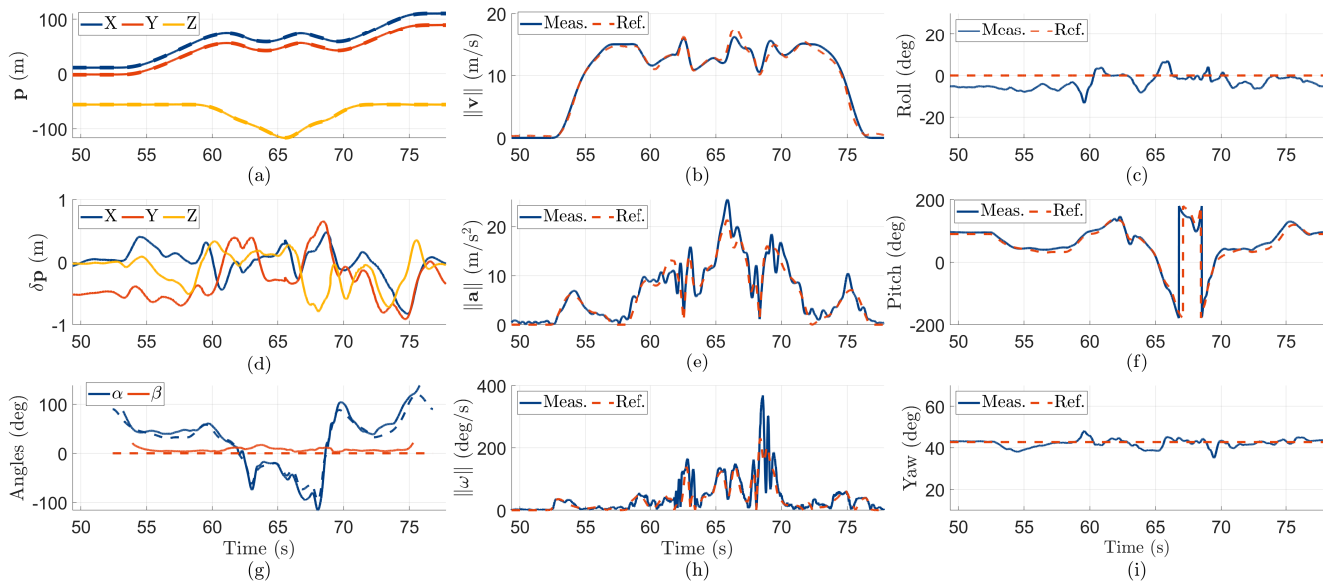 X Y Z
p (m)
100
0
-100
50 55 60 65 70 75
(a)
Meas. Ref.
‖v‖ (m/s)
20
10
0
50 55 60 65 70 75
(b)
Meas. Ref.
Roll (deg)
20
0
-20
50 55 60 65 70 75
(c)
X Y Z
δp (m)
1
0
-1
50 55 60 65 70 75
(d)
Meas. Ref.
‖a‖ (m/s²)
20
10
0
50 55 60 65 70 75
(e)
Meas. Ref.
Pitch (deg)
200
0
-200
50 55 60 65 70 75
(f)
α β
Angles (deg)
100
0
-100
50 55 60 65 70 75
Time (s)
(g)
Meas. Ref.
‖ω‖ (deg/s)
400
200
0
50 55 60 65 70 75
Time (s)
(h)
Meas. Ref.
Yaw (deg)
60
40
20
50 55 60 65 70 75
Time (s)
(i)